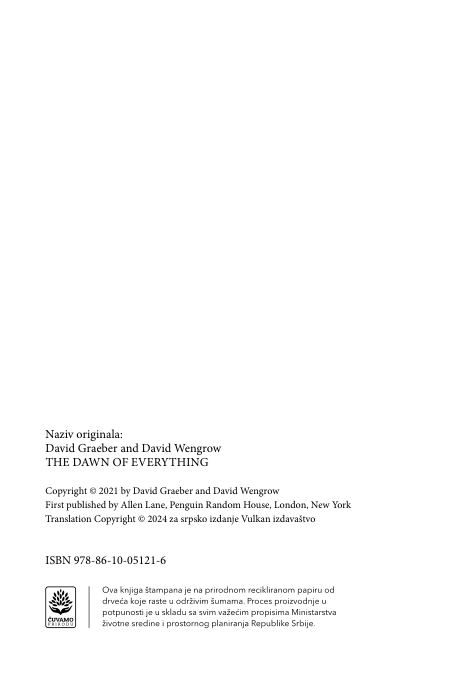 Naziv originala:
David Graeber and David Wengrow
THE DAWN OF EVERYTHING
Copyright © 2021 by David Graeber and David Wengrow
First published by Allen Lane, Penguin Random House, London, New York
Translation Copyright © 2024 za srpsko izdanje Vulkan izdavaštvo
ISBN 978-86-10-05121-6
ČUVAMO
PRIRODU
Ova knjiga štampana je na prirodnom recikliranom papiru od
drveća koje raste u održivim šumama. Proces proizvodnje u
potpunosti je u skladu sa svim važećim propisima Ministarstva
životne sredine i prostornog planiranja Republike Srbije.